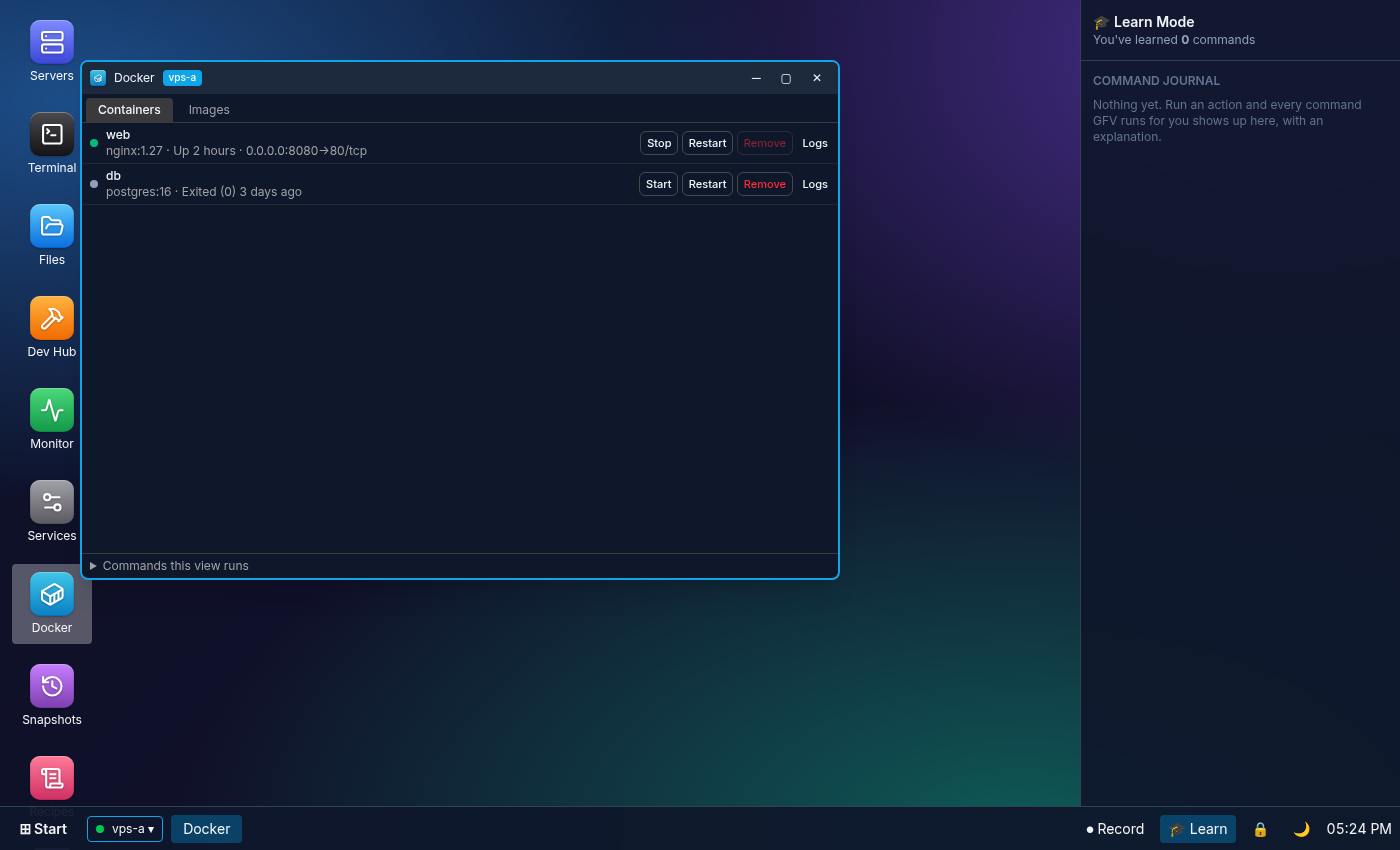 Servers
Terminal
Files
Dev Hub
Monitor
Services
Docker
Snapshots
Recipes
Docker vps-a ─ ▢ ✕
Containers Images
web
nginx:1.27 · Up 2 hours · 0.0.0.0:8080→80/tcp
Stop Restart Remove Logs
db
postgres:16 · Exited (0) 3 days ago
Start Restart Remove Logs
▶ Commands this view runs
🎓 Learn Mode
You've learned 0 commands
COMMAND JOURNAL
Nothing yet. Run an action and every command
GFV runs for you shows up here, with an
explanation.
⊞ Start vps-a ▾ Docker ● Record 🎓 Learn 🔒 🌙 05:24 PM